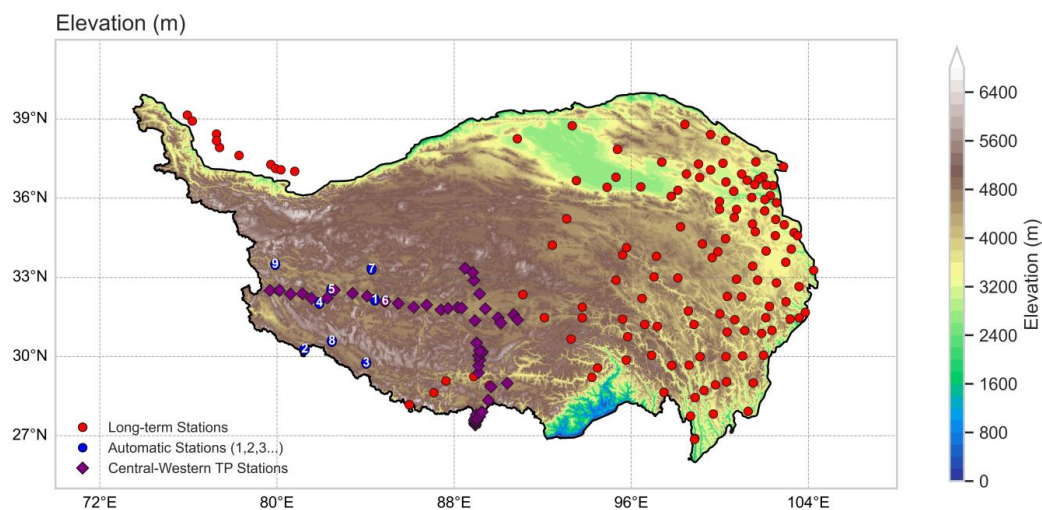 Elevation (m)
39°N
36°N
33°N
30°N
27°N
9
7
5
1 6
4
8
2
3
Long-term Stations
Automatic Stations (1,2,3...)
Central-Western TP Stations
72°E 80°E 88°E 96°E 104°E
6400
5600
4800
4000
3200
2400
1600
800
0
Elevation (m)